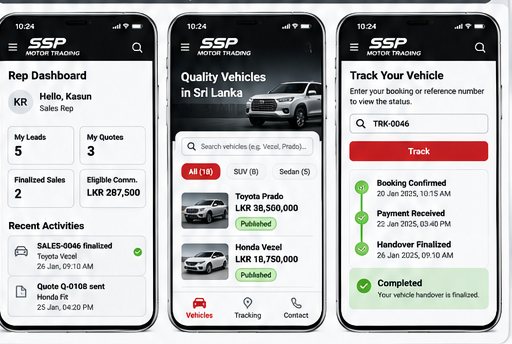 10:24
SSP
MOTOR TRADING
Rep Dashboard
KR
Hello, Kasun
Sales Rep
My Leads
5
My Quotes
3
Finalized Sales
2
Eligible Comm.
LKR 287,500
Recent Activities
SALES-0046 finalized
Toyota Vezel
26 Jan, 09.10 AM
Quote Q-0108 sent
Honda Fit
25 Jan, 04:20 PM
10:24
SSP
MOTOR TRADING
Quality Vehicles
in Sri Lanka
Search vehicles (e.g. Vezel, Prado)...
All (18)
SUV (8)
Sedan (5)
Toyota Prado
LKR 38,500,000
Published
Honda Vezel
LKR 18,750,000
Published
Vehicles
Tracking
Contact
10:24
SSP
MOTOR TRADING
Track Your Vehicle
Enter your booking or reference number
to view the status.
TRK-0046
Track
Booking Confirmed
20 Jan 2025, 10:15 AM
Payment Received
22 Jan 2025, 03:40 PM
Handover Finalized
26 Jan 2025, 09.10 AM
Completed
Your vehicle handover is finalized.